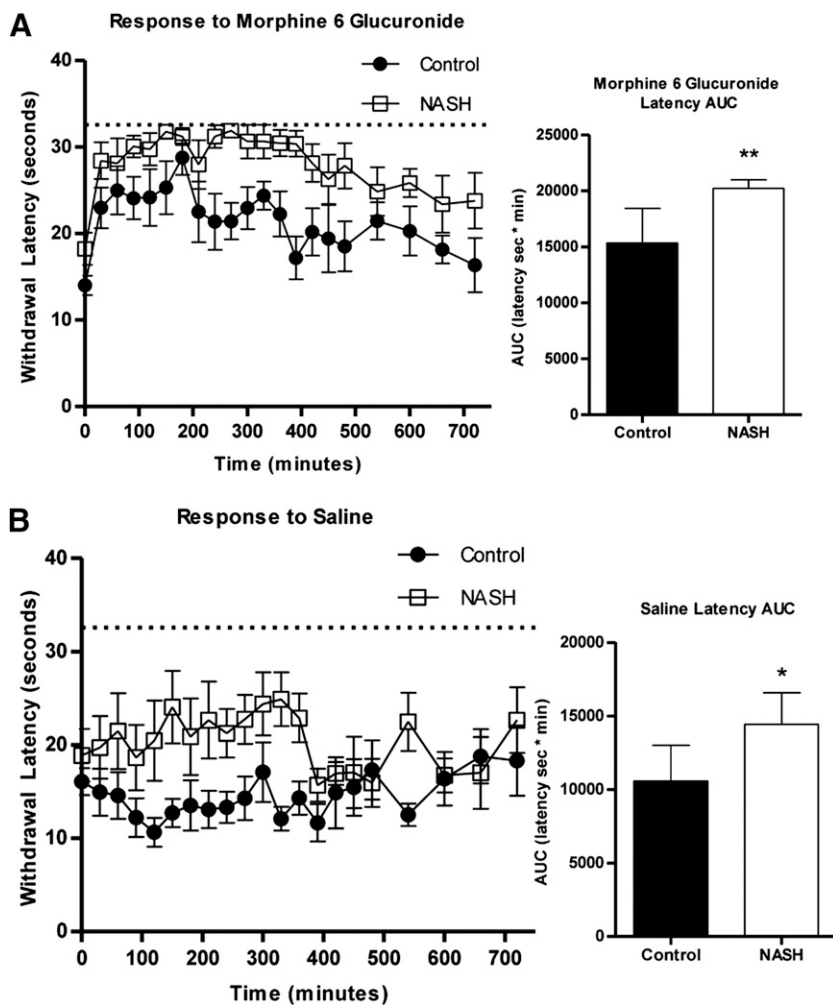 A
Response to Morphine 6 Glucuronide
Control
NASH
40
30
20
10
0
Withdrawal Latency (seconds)
0 100 200 300 400 500 600 700
Time (minutes)
Morphine 6 Glucuronide
Latency AUC
25000
20000
15000
10000
5000
0
AUC (latency sec * min)
**
Control NASH
B
Response to Saline
Control
NASH
40
30
20
10
0
Withdrawal Latency (seconds)
0 100 200 300 400 500 600 700
Time (minutes)
Saline Latency AUC
20000
15000
10000
5000
0
AUC (latency sec * min)
*
Control NASH